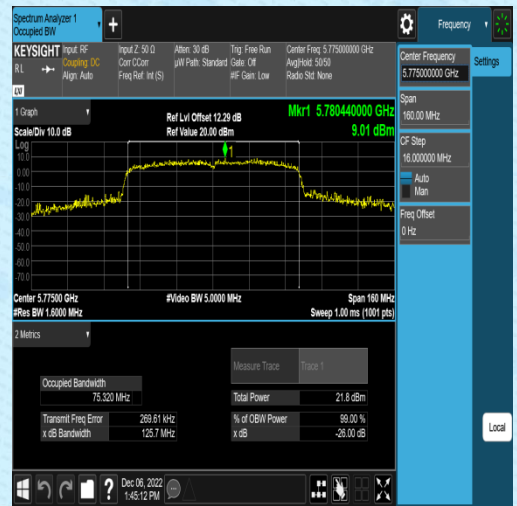 Spectrum Analyzer 1
Occupied BW
Frequency
KEYSIGHT Input: RF Input Z: 50 Ω Atten: 30 dB Trig: Free Run Center Freq: 5.775000000 GHz
RL Coupling: DC Corr CCorr µW Path: Standard Gate: Off Avg|Hold: 50/50
Align: Auto Freq Ref: Int (S) #IF Gain: Low Radio Std: None
LXI
Center Frequency
5.775000000 GHz
Settings
Span
160.00 MHz
CF Step
16.000000 MHz
Auto
Man
Freq Offset
0 Hz
Local
1 Graph
Ref Lvl Offset 12.29 dB
Mkr1 5.780440000 GHz
Scale/Div 10.0 dB
Ref Value 20.00 dBm
9.01 dBm
Log
10.0
0.00
-10.0
-20.0
-30.0
-40.0
-50.0
-60.0
-70.0
1
Center 5.77500 GHz
#Video BW 5.0000 MHz
Span 160 MHz
#Res BW 1.6000 MHz
Sweep 1.00 ms (1001 pts)
2 Metrics
Measure Trace Trace 1
Occupied Bandwidth
75.320 MHz
Total Power 21.8 dBm
Transmit Freq Error 269.61 kHz
% of OBW Power 99.00 %
x dB Bandwidth 125.7 MHz
x dB -26.00 dB
?
Dec 06, 2022
1:45:12 PM